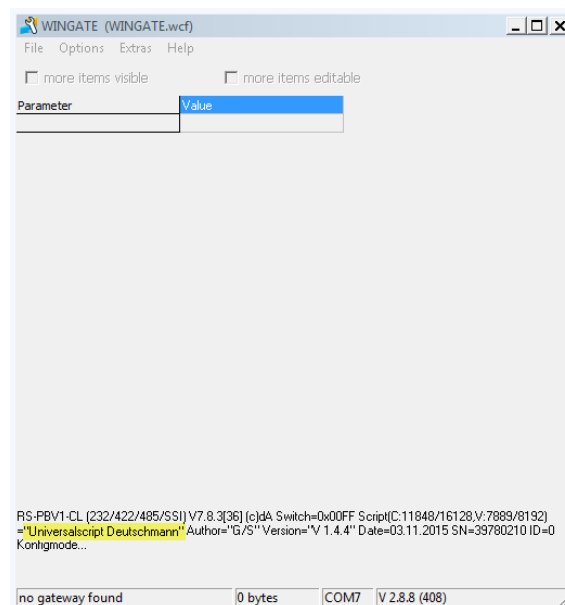 WINGATE (WINGATE.wcf)
File Options Extras Help
more items visible more items editable
Parameter Value
RS-PBV1-CL (232/422/485/SSI) V7.8.3[36] (c)dA Switch=0x00FF Script(C:11848/16128,V:7889/8192)
="Universalscript Deutschmann" Author="G/S" Version="V 1.4.4" Date=03.11.2015 SN=39780210 ID=0
Konfigmode...
no gateway found 0 bytes COM7 V 2.8.8 (408)